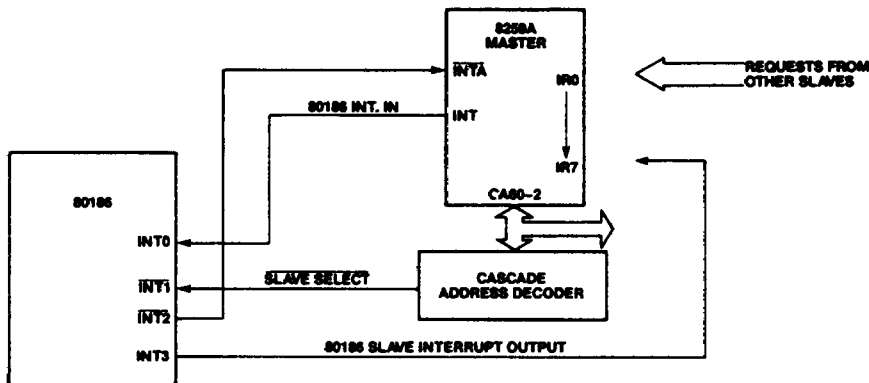 8259A
MASTER
INTA
IR0
REQUESTS FROM
OTHER SLAVES
80186 INT. IN
INT
IR7
80186
CA80-2
INT0
SLAVE SELECT
CASCADE
ADDRESS DECODER
INT1
INT2
INT3
80186 SLAVE INTERRUPT OUTPUT